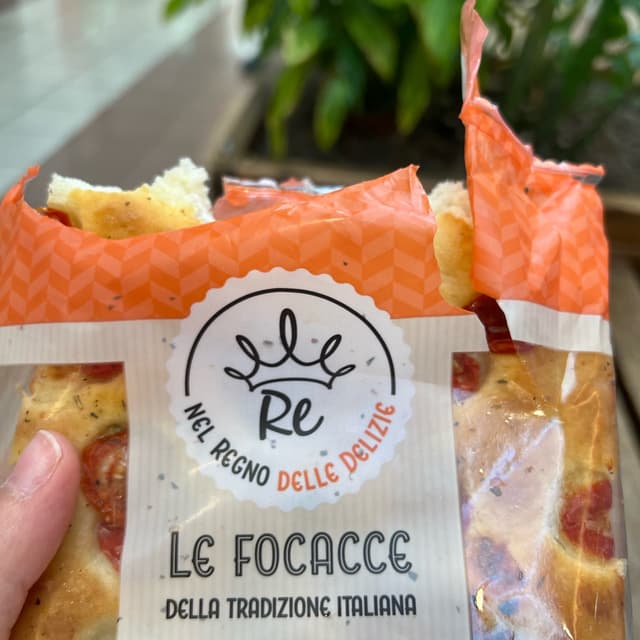 Re
NEL REGNO DELLE DELIZIE
LE FOCACCE
DELLA TRADIZIONE ITALIANA